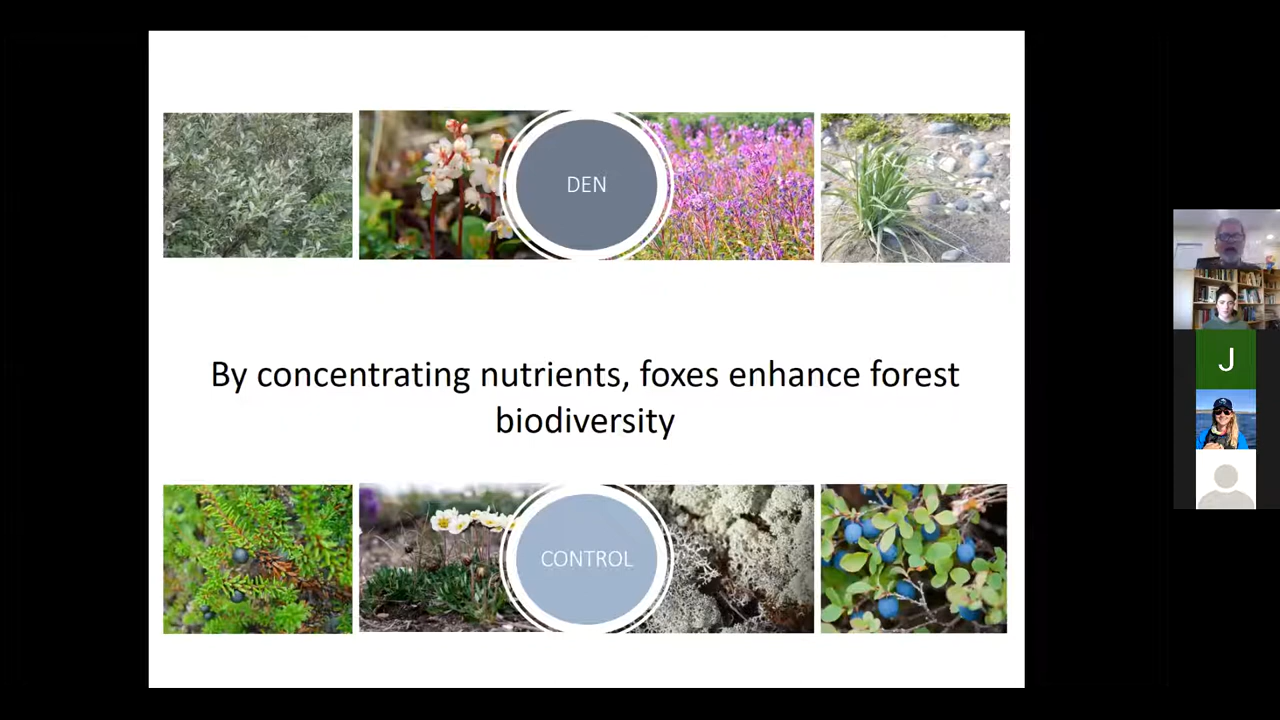 DEN
By concentrating nutrients, foxes enhance forest
biodiversity
CONTROL
J